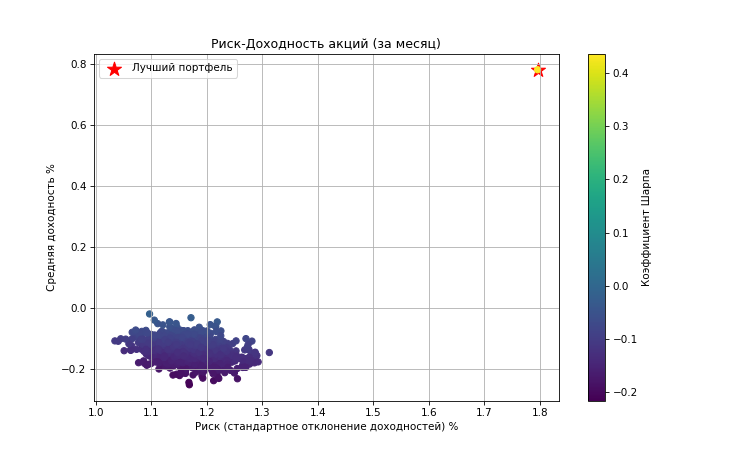 Риск-Доходность акций (за месяц)
Лучший портфель
Средняя доходность %
0.8
0.6
0.4
0.2
0.0
−0.2
1.0 1.1 1.2 1.3 1.4 1.5 1.6 1.7 1.8
Риск (стандартное отклонение доходностей) %
0.4
0.3
0.2
0.1
0.0
−0.1
−0.2
Коэффициент Шарпа